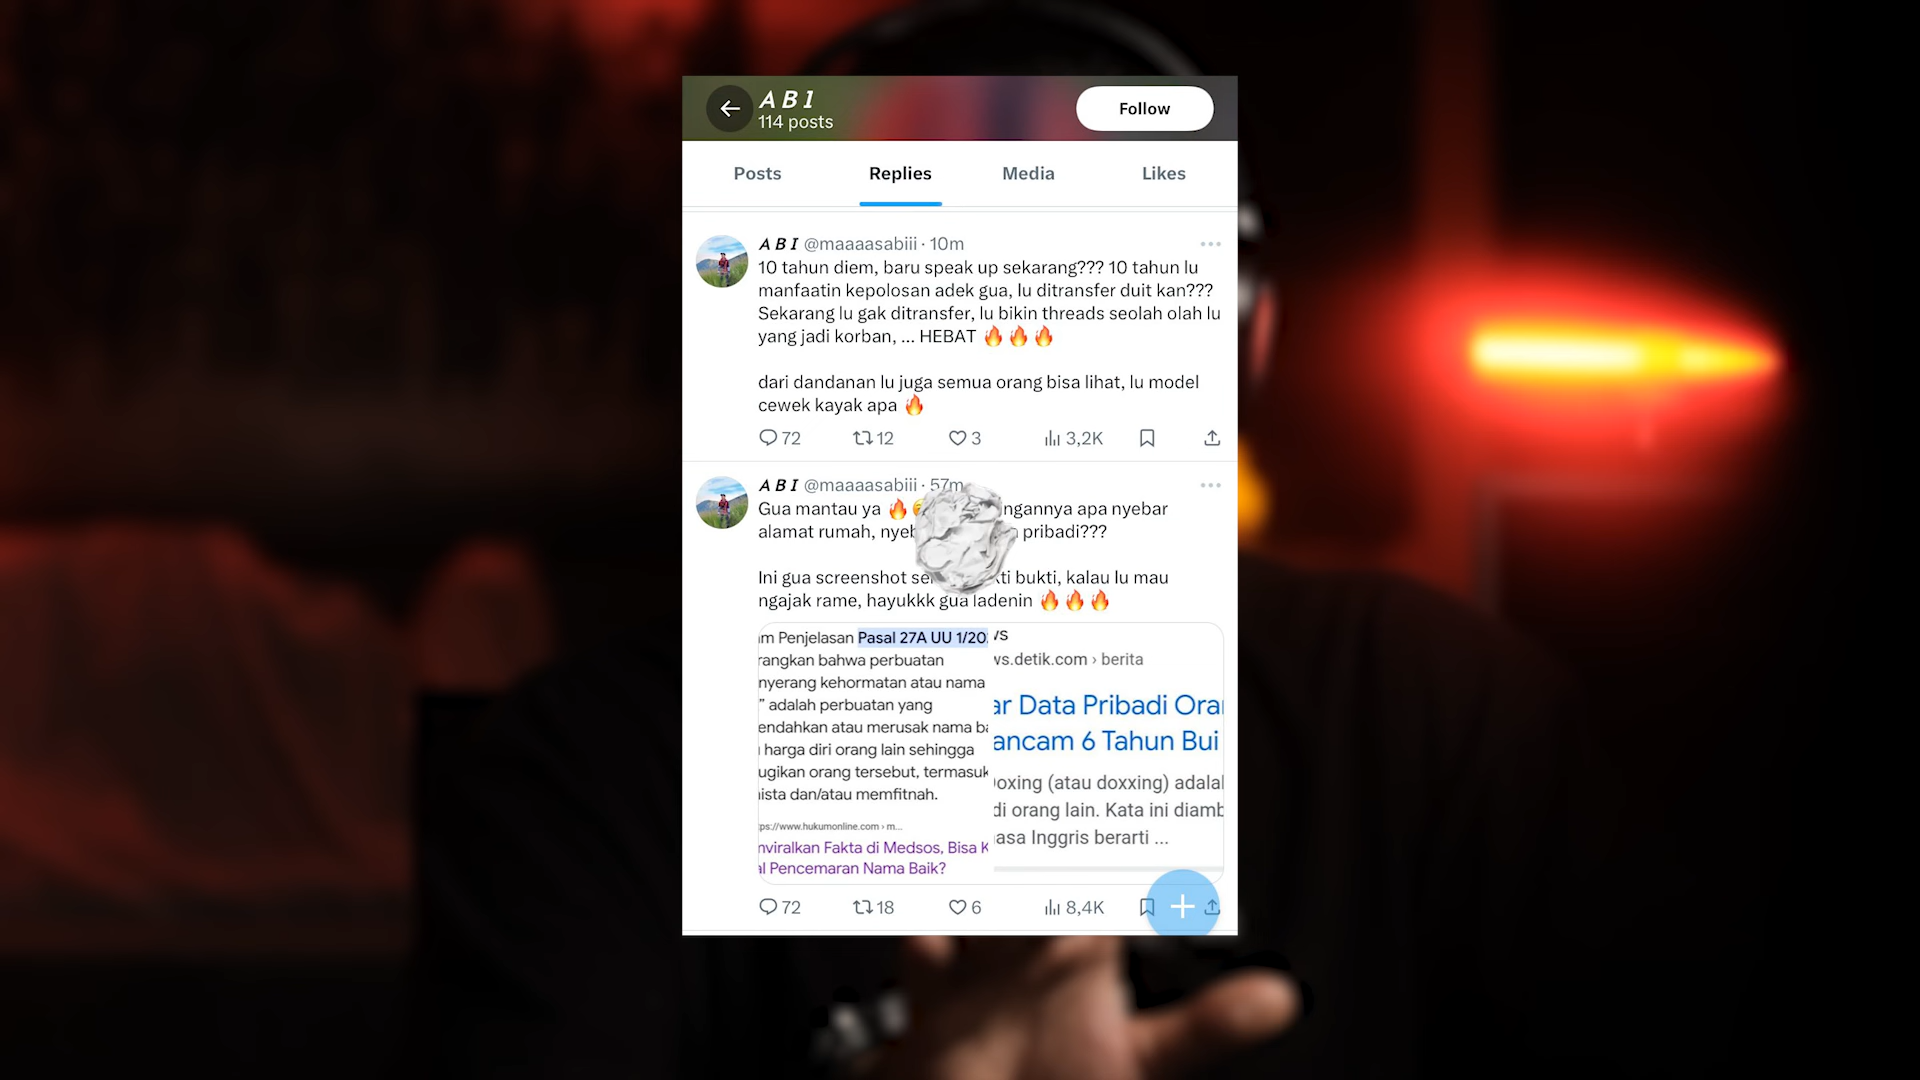 A B I
114 posts
Follow
Posts
Replies
Media
Likes
A B I @maaaasabiii · 10m
10 tahun diem, baru speak up sekarang??? 10 tahun lu
manfaatin kepolosan adek gua, lu ditransfer duit kan???
Sekarang lu gak ditransfer, lu bikin threads seolah olah lu
yang jadi korban, ... HEBAT 🔥🔥🔥
dari dandanan lu juga semua orang bisa lihat, lu model
cewek kayak apa 🔥
72 12 3 3,2K
A B I @maaaasabiii · 57m
Gua mantau ya 🔥 ngannya apa nyebar
alamat rumah, pribadi???
Ini gua screenshot bukti, kalau lu mau
ngajak rame, hayukkk gua ladenin 🔥🔥🔥
m Penjelasan Pasal 27A UU 1/20
rangkan bahwa perbuatan
nyerang kehormatan atau nama
" adalah perbuatan yang
endahkan atau merusak nama ba
harga diri orang lain sehingga
ugikan orang tersebut, termasuk
ista dan/atau memfitnah.
ps://www.hukumonline.com › m...
nviralkan Fakta di Medsos, Bisa K
al Pencemaran Nama Baik?
vs
vs.detik.com › berita
ar Data Pribadi Ora
ancam 6 Tahun Bui
oxing (atau doxxing) adala
di orang lain. Kata ini diamb
asa Inggris berarti ...
72 18 6 8,4K